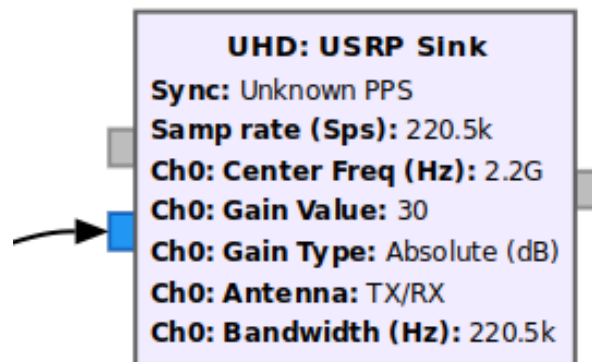 UHD: USRP Sink
Sync: Unknown PPS
Samp rate (Sps): 220.5k
Ch0: Center Freq (Hz): 2.2G
Ch0: Gain Value: 30
Ch0: Gain Type: Absolute (dB)
Ch0: Antenna: TX/RX
Ch0: Bandwidth (Hz): 220.5k